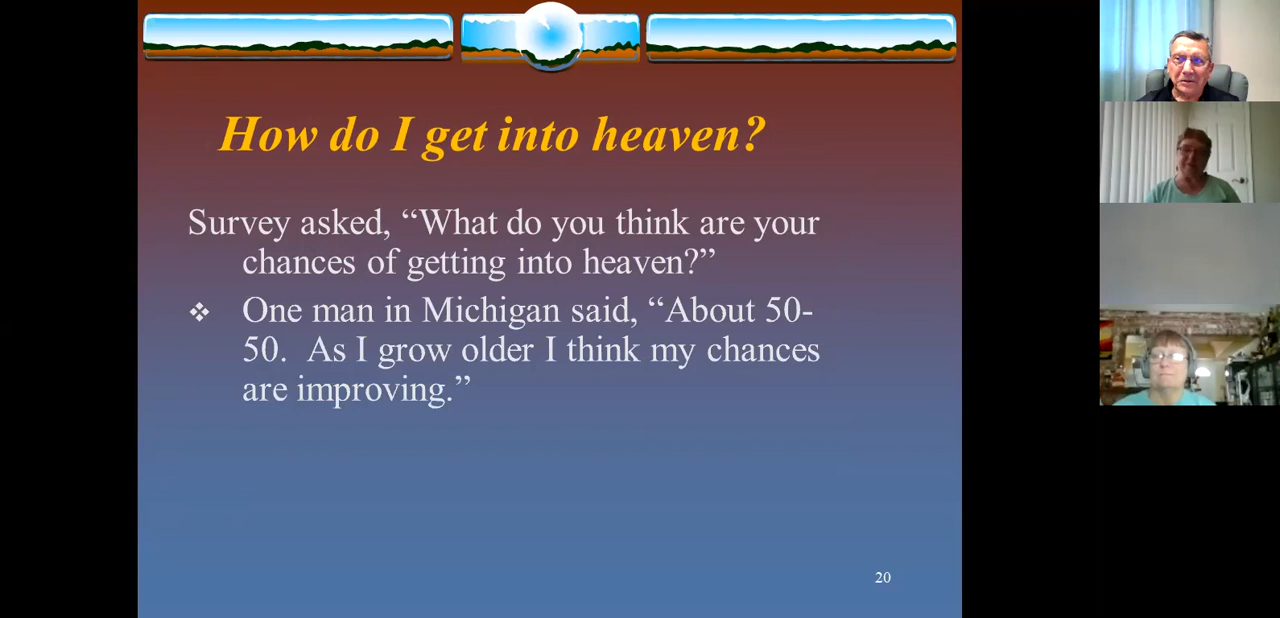 How do I get into heaven?
Survey asked, “What do you think are your
chances of getting into heaven?”
❖ One man in Michigan said, “About 50-
50.  As I grow older I think my chances
are improving.”
20